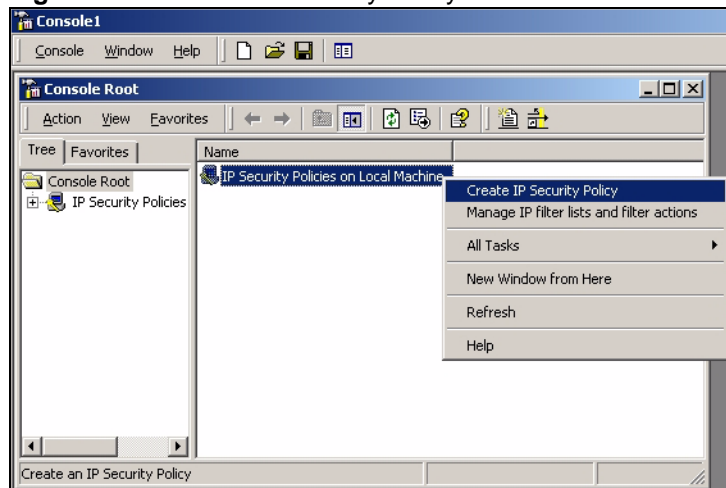 Console1
Console Window Help
Console Root
Action View Favorites
Tree Favorites
Name
Console Root
IP Security Policies on Local Machine
IP Security Policies
Create IP Security Policy
Manage IP filter lists and filter actions
All Tasks
New Window from Here
Refresh
Help
Create an IP Security Policy